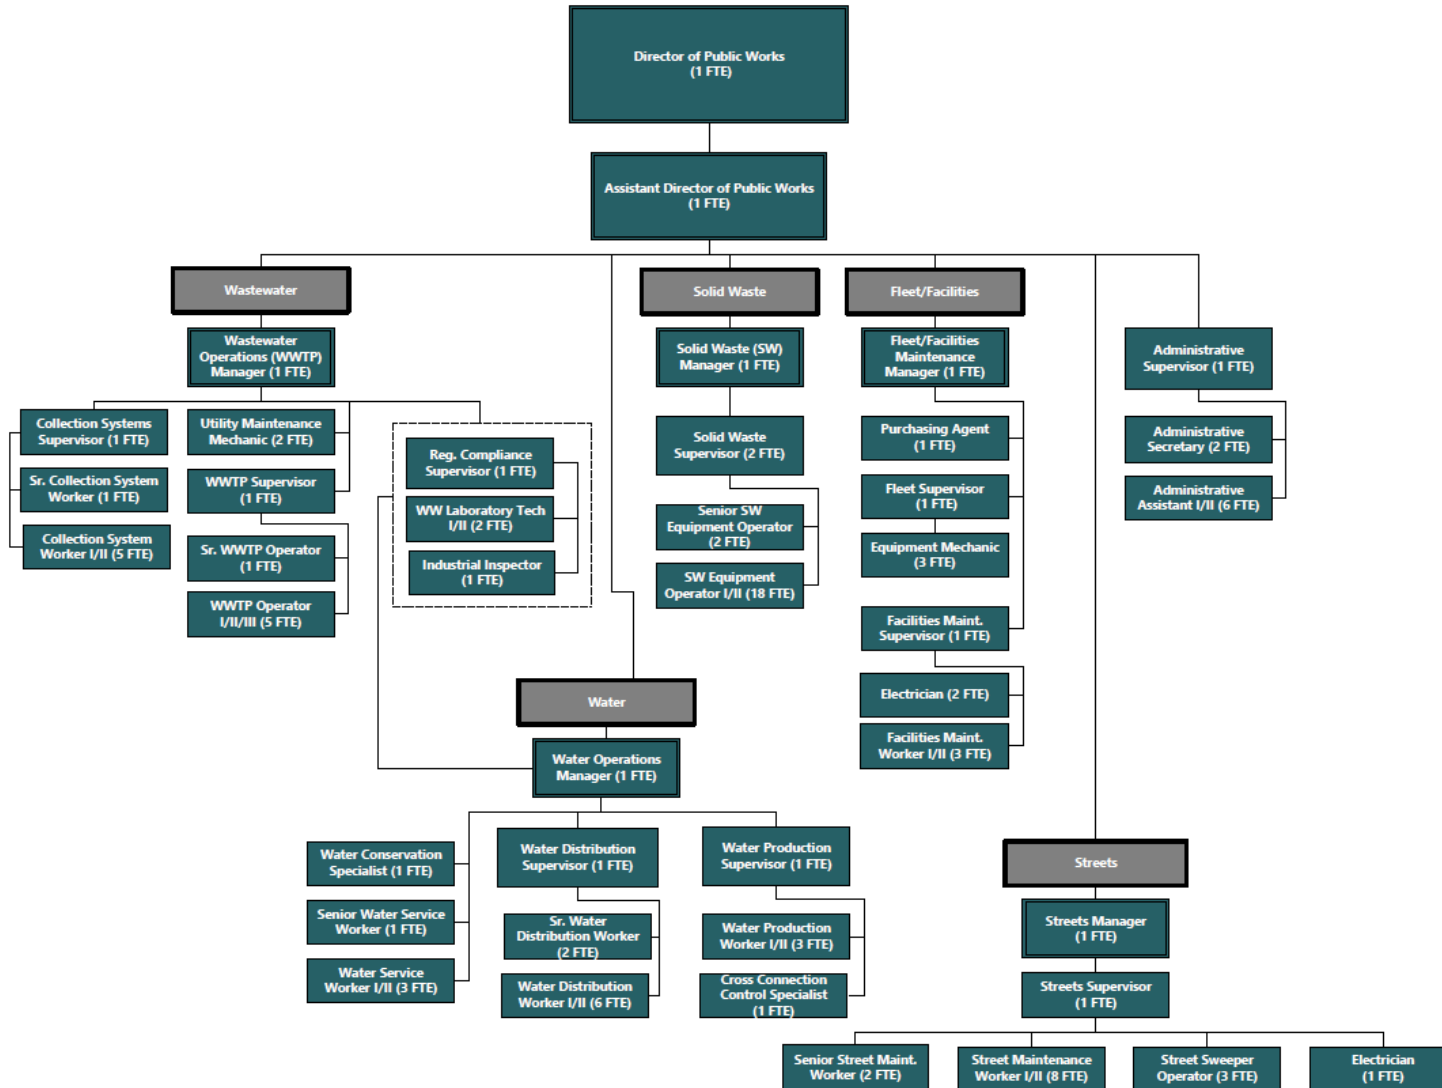 Director of Public Works
(1 FTE)
Assistant Director of Public Works
(1 FTE)
Wastewater
Solid Waste
Fleet/Facilities
Wastewater
Operations (WWTP)
Manager (1 FTE)
Solid Waste (SW)
Manager (1 FTE)
Fleet/Facilities
Maintenance
Manager (1 FTE)
Administrative
Supervisor (1 FTE)
Collection Systems
Supervisor (1 FTE)
Utility Maintenance
Mechanic (2 FTE)
Reg. Compliance
Supervisor (1 FTE)
Solid Waste
Supervisor (2 FTE)
Purchasing Agent
(1 FTE)
Administrative
Secretary (2 FTE)
Sr. Collection System
Worker (1 FTE)
WWTP Supervisor
(1 FTE)
WW Laboratory Tech
I/II (2 FTE)
Senior SW
Equipment Operator
(2 FTE)
Fleet Supervisor
(1 FTE)
Administrative
Assistant I/II (6 FTE)
Collection System
Worker I/II (5 FTE)
Sr. WWTP Operator
(1 FTE)
Industrial Inspector
(1 FTE)
SW Equipment
Operator I/II (18 FTE)
Equipment Mechanic
(3 FTE)
WWTP Operator
I/II/III (5 FTE)
Facilities Maint.
Supervisor (1 FTE)
Electrician (2 FTE)
Facilities Maint.
Worker I/II (3 FTE)
Water
Water Operations
Manager (1 FTE)
Water Conservation
Specialist (1 FTE)
Water Distribution
Supervisor (1 FTE)
Water Production
Supervisor (1 FTE)
Senior Water Service
Worker (1 FTE)
Sr. Water
Distribution Worker
(2 FTE)
Water Production
Worker I/II (3 FTE)
Water Service
Worker I/II (3 FTE)
Water Distribution
Worker I/II (6 FTE)
Cross Connection
Control Specialist
(1 FTE)
Streets
Streets Manager
(1 FTE)
Streets Supervisor
(1 FTE)
Senior Street Maint.
Worker (2 FTE)
Street Maintenance
Worker I/II (8 FTE)
Street Sweeper
Operator (3 FTE)
Electrician
(1 FTE)